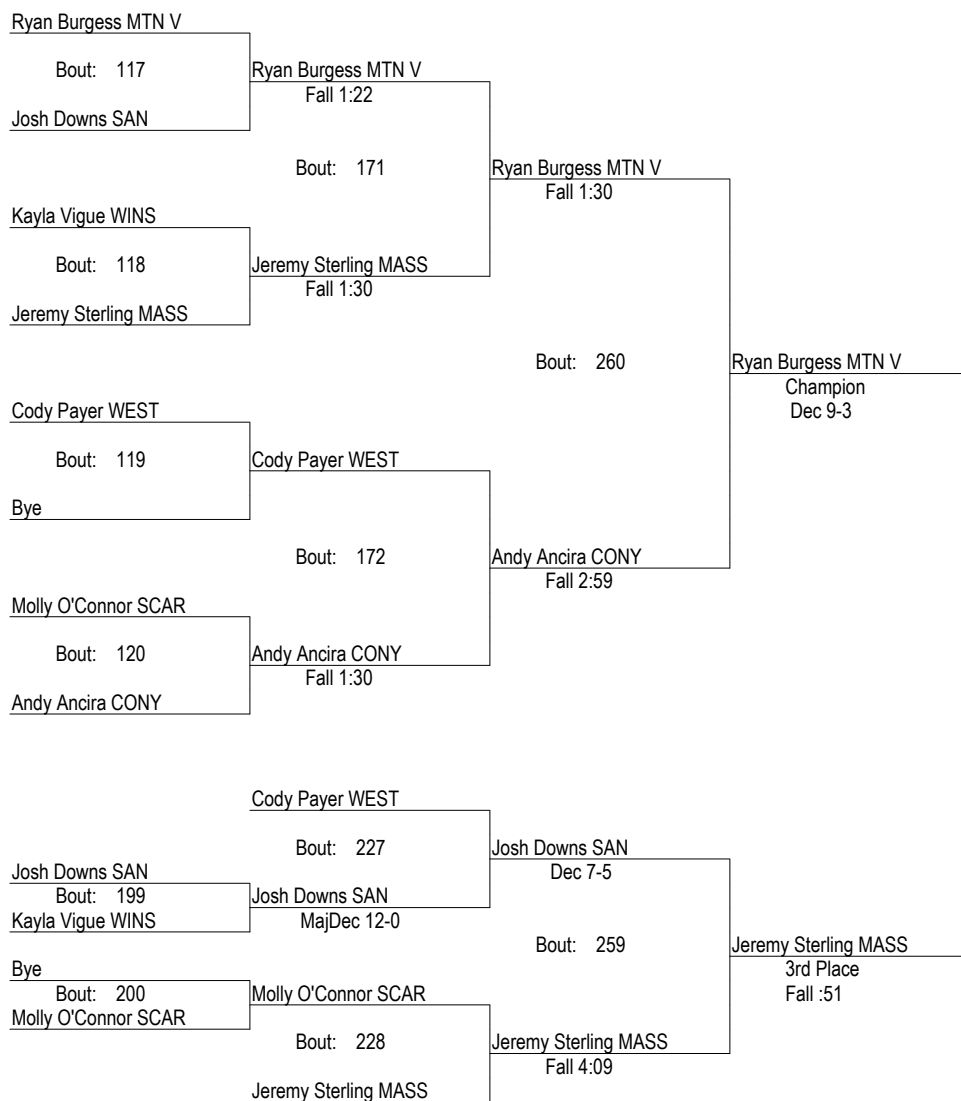 Ryan Burgess MTN V
Bout: 117
Ryan Burgess MTN V
Fall 1:22
Josh Downs SAN
Bout: 171
Ryan Burgess MTN V
Fall 1:30
Kayla Vigue WINS
Bout: 118
Jeremy Sterling MASS
Fall 1:30
Jeremy Sterling MASS
Bout: 260
Ryan Burgess MTN V
Champion
Dec 9-3
Cody Payer WEST
Bout: 119
Cody Payer WEST
Bye
Bout: 172
Andy Ancira CONY
Fall 2:59
Molly O'Connor SCAR
Bout: 120
Andy Ancira CONY
Fall 1:30
Andy Ancira CONY
Cody Payer WEST
Bout: 227
Josh Downs SAN
Dec 7-5
Josh Downs SAN
Bout: 199
Josh Downs SAN
MajDec 12-0
Kayla Vigue WINS
Bout: 259
Jeremy Sterling MASS
3rd Place
Fall :51
Bye
Bout: 200
Molly O'Connor SCAR
Molly O'Connor SCAR
Bout: 228
Jeremy Sterling MASS
Fall 4:09
Jeremy Sterling MASS